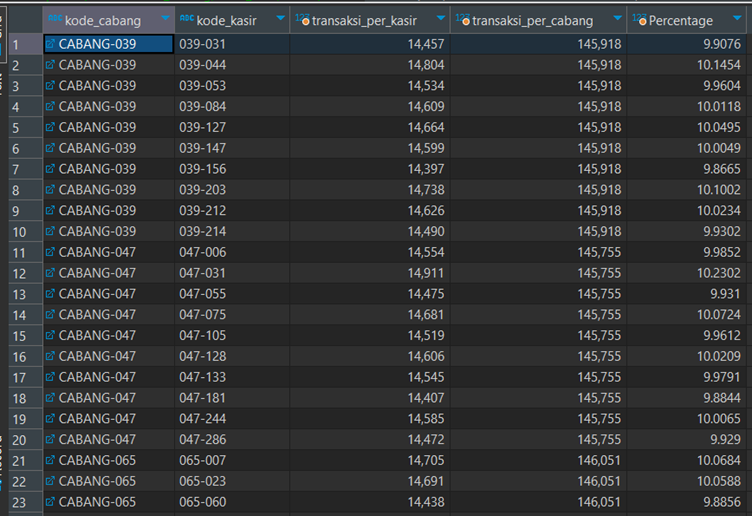 ABC kode_cabang ABC kode_kasir 123 transaksi_per_kasir 123 transaksi_per_cabang 123 Percentage
1 CABANG-039 039-031 14,457 145,918 9.9076
2 CABANG-039 039-044 14,804 145,918 10.1454
3 CABANG-039 039-053 14,534 145,918 9.9604
4 CABANG-039 039-084 14,609 145,918 10.0118
5 CABANG-039 039-127 14,664 145,918 10.0495
6 CABANG-039 039-147 14,599 145,918 10.0049
7 CABANG-039 039-156 14,397 145,918 9.8665
8 CABANG-039 039-203 14,738 145,918 10.1002
9 CABANG-039 039-212 14,626 145,918 10.0234
10 CABANG-039 039-214 14,490 145,918 9.9302
11 CABANG-047 047-006 14,554 145,755 9.9852
12 CABANG-047 047-031 14,911 145,755 10.2302
13 CABANG-047 047-055 14,475 145,755 9.931
14 CABANG-047 047-075 14,681 145,755 10.0724
15 CABANG-047 047-105 14,519 145,755 9.9612
16 CABANG-047 047-128 14,606 145,755 10.0209
17 CABANG-047 047-133 14,545 145,755 9.9791
18 CABANG-047 047-181 14,407 145,755 9.8844
19 CABANG-047 047-244 14,585 145,755 10.0065
20 CABANG-047 047-286 14,472 145,755 9.929
21 CABANG-065 065-007 14,705 146,051 10.0684
22 CABANG-065 065-023 14,691 146,051 10.0588
23 CABANG-065 065-060 14,438 146,051 9.8856